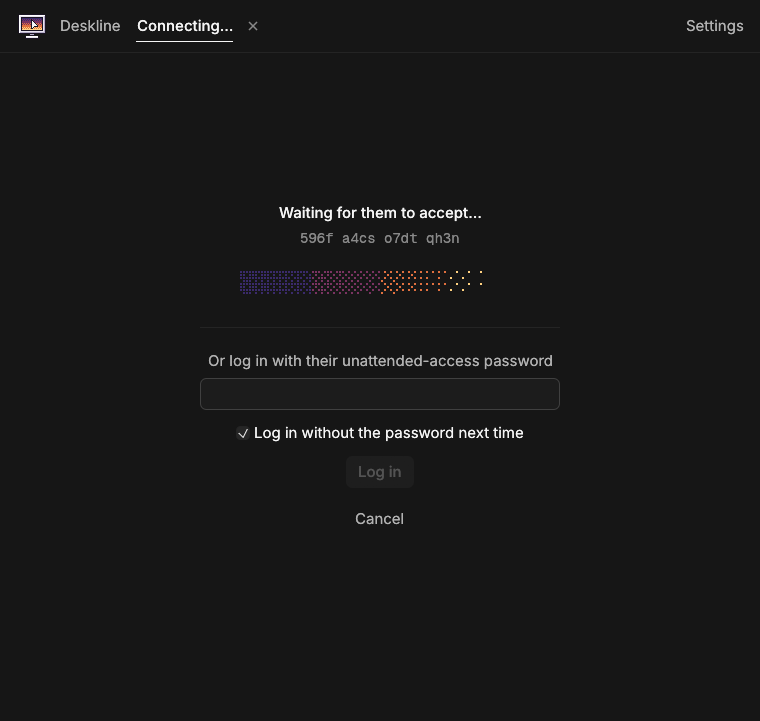 Deskline Connecting... Settings
Waiting for them to accept...
596f a4cs o7dt qh3n
Or log in with their unattended-access password
Log in without the password next time
Log in
Cancel